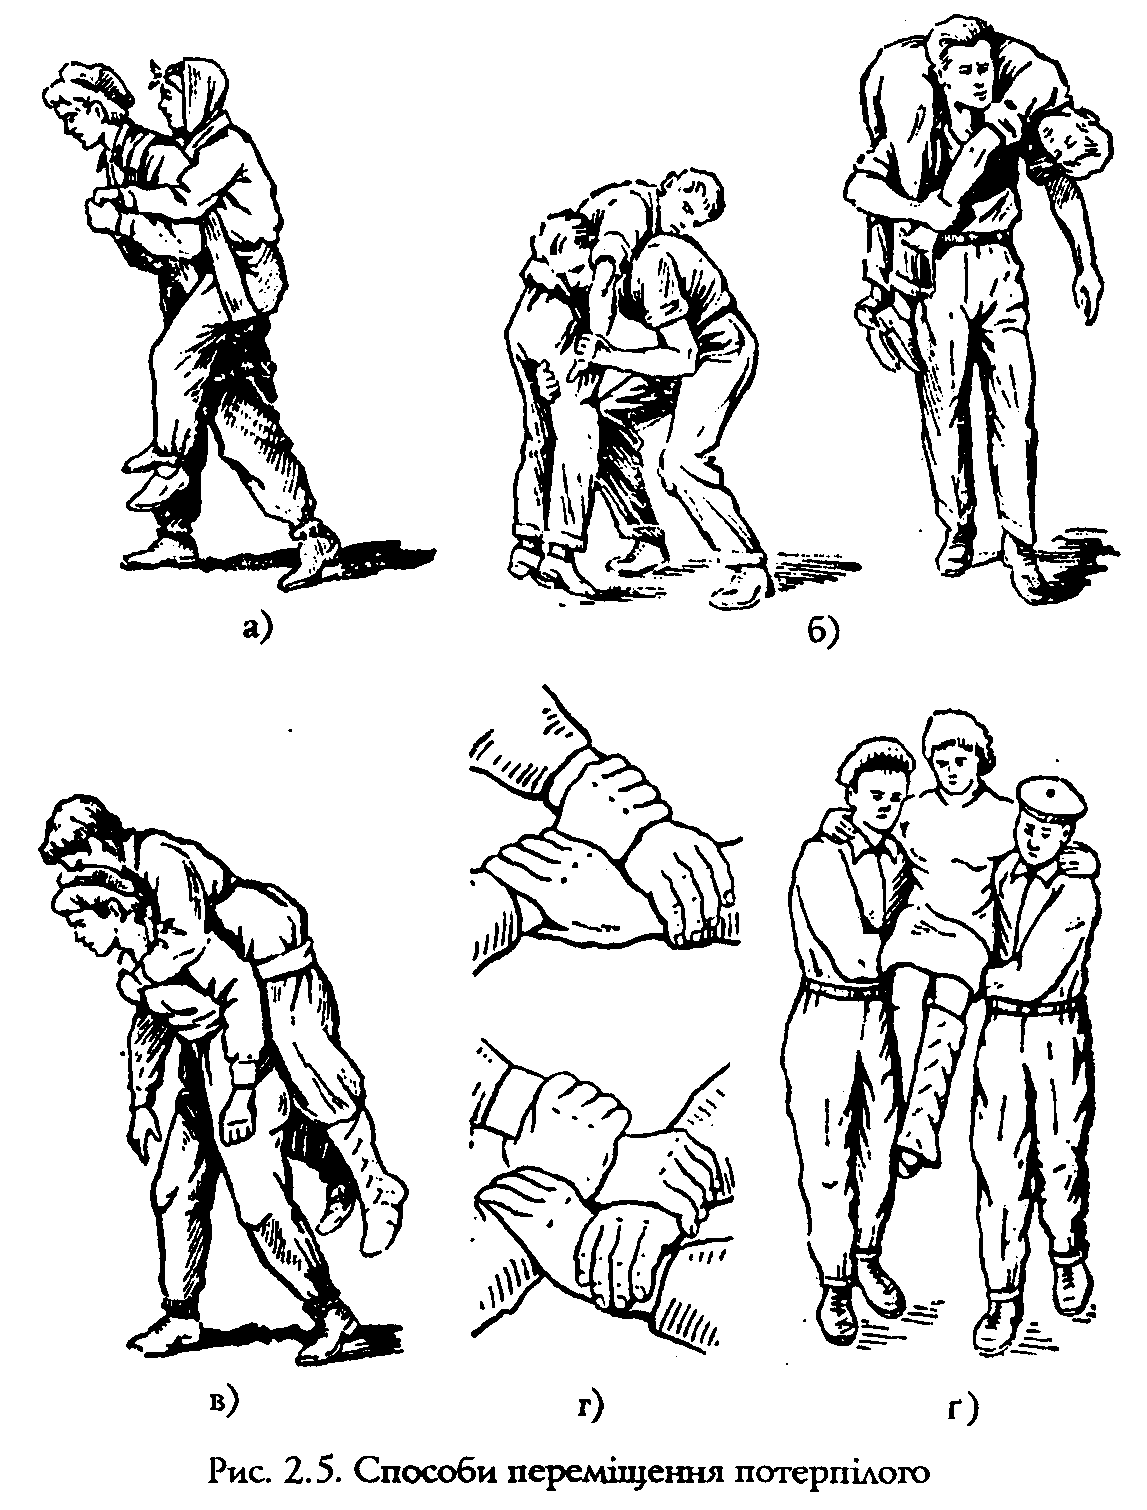 а)
б)
в)
г)
ґ)
Рис. 2.5. Способи переміщення потерпілого